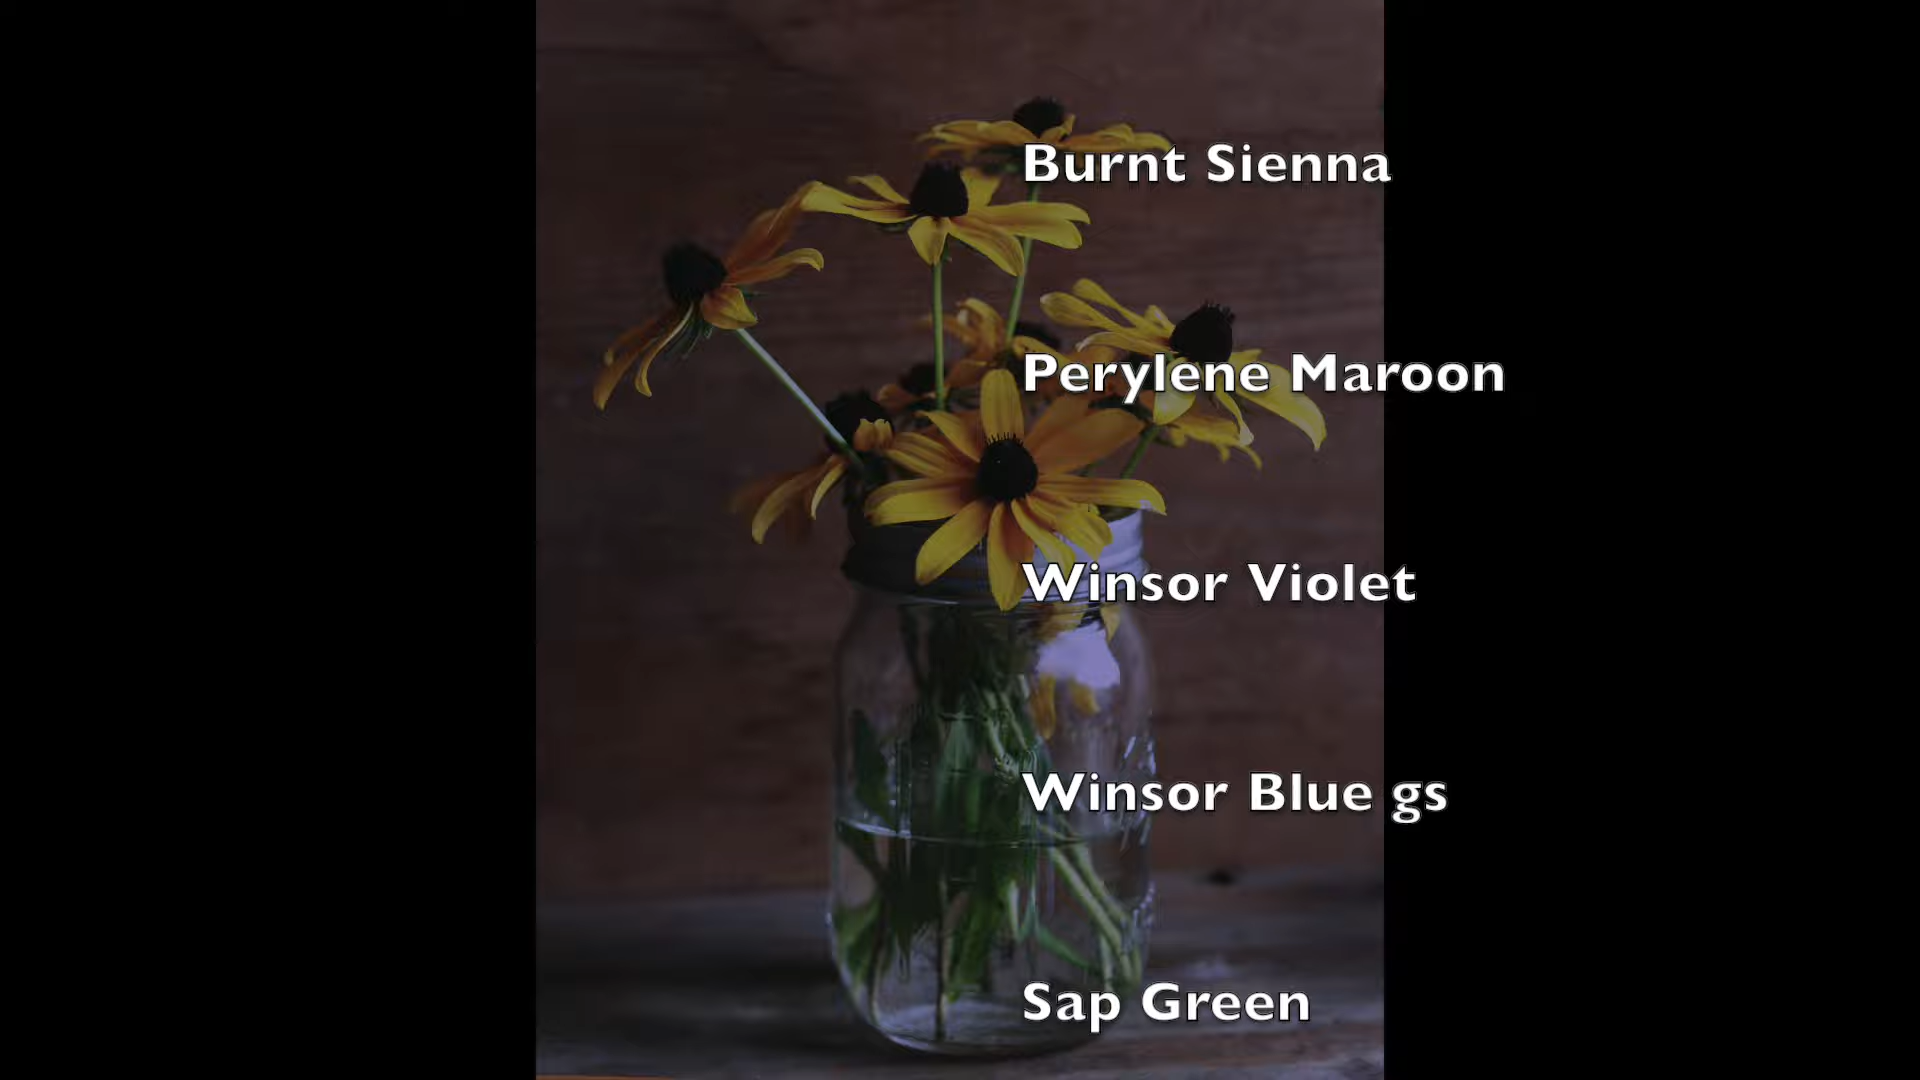 Burnt Sienna
Perylene Maroon
Winsor Violet
Winsor Blue gs
Sap Green